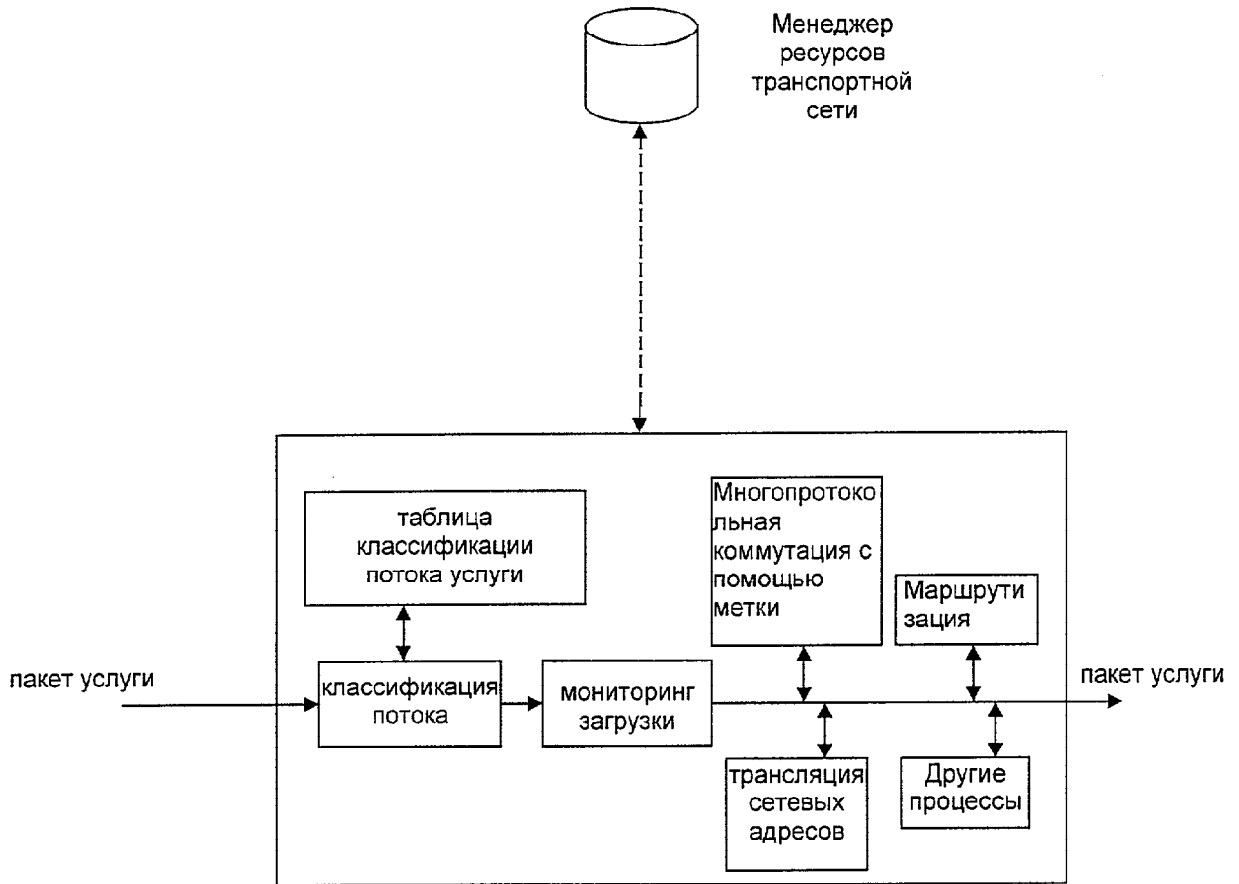 Менеджер
ресурсов
транспортной
сети
таблица
классификации
потока услуги
Многопротоко
льная
коммутация с
помощью
метки
Маршрути
зация
пакет услуги
классификация
потока
мониторинг
загрузки
пакет услуги
трансляция
сетевых
адресов
Другие
процессы